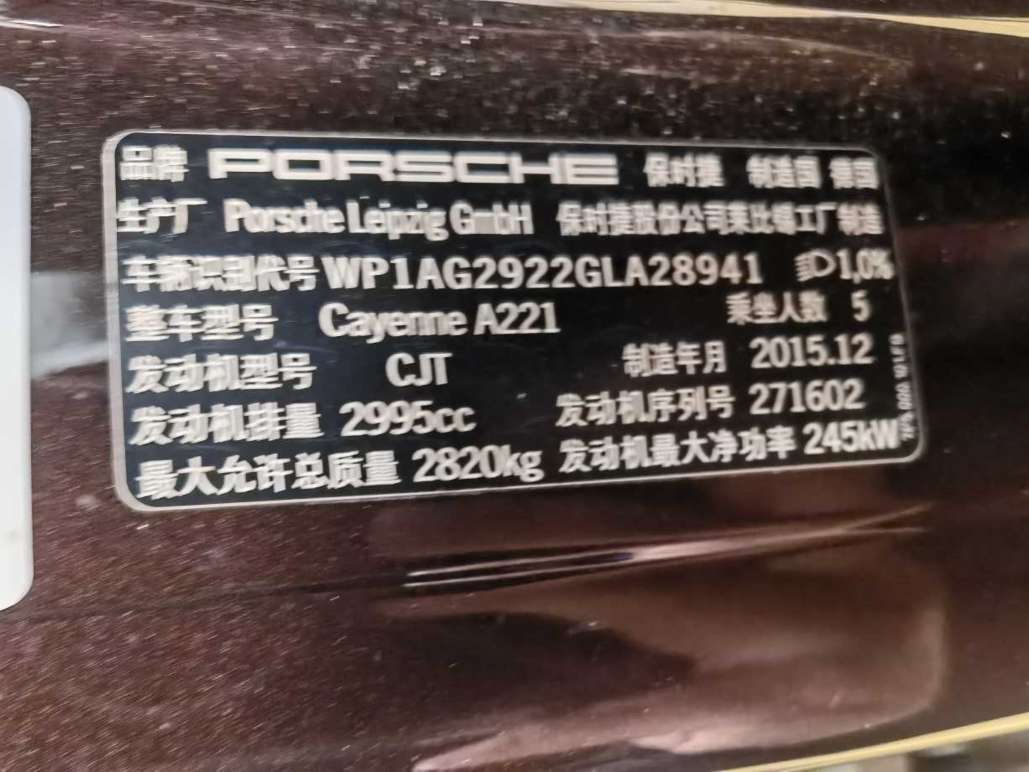 品牌 PORSCHE 保时捷 制造国 德国
生产厂 Porsche Leipzig GmbH 保时捷股份公司莱比锡工厂制造
车辆识别代号 WP1AG2922GLA28941 1,0%
整车型号 Cayenne A221 乘坐人数 5
发动机型号 CJT 制造年月 2015.12
发动机排量 2995cc 发动机序列号 271602
最大允许总质量 2820kg 发动机最大净功率 245kW